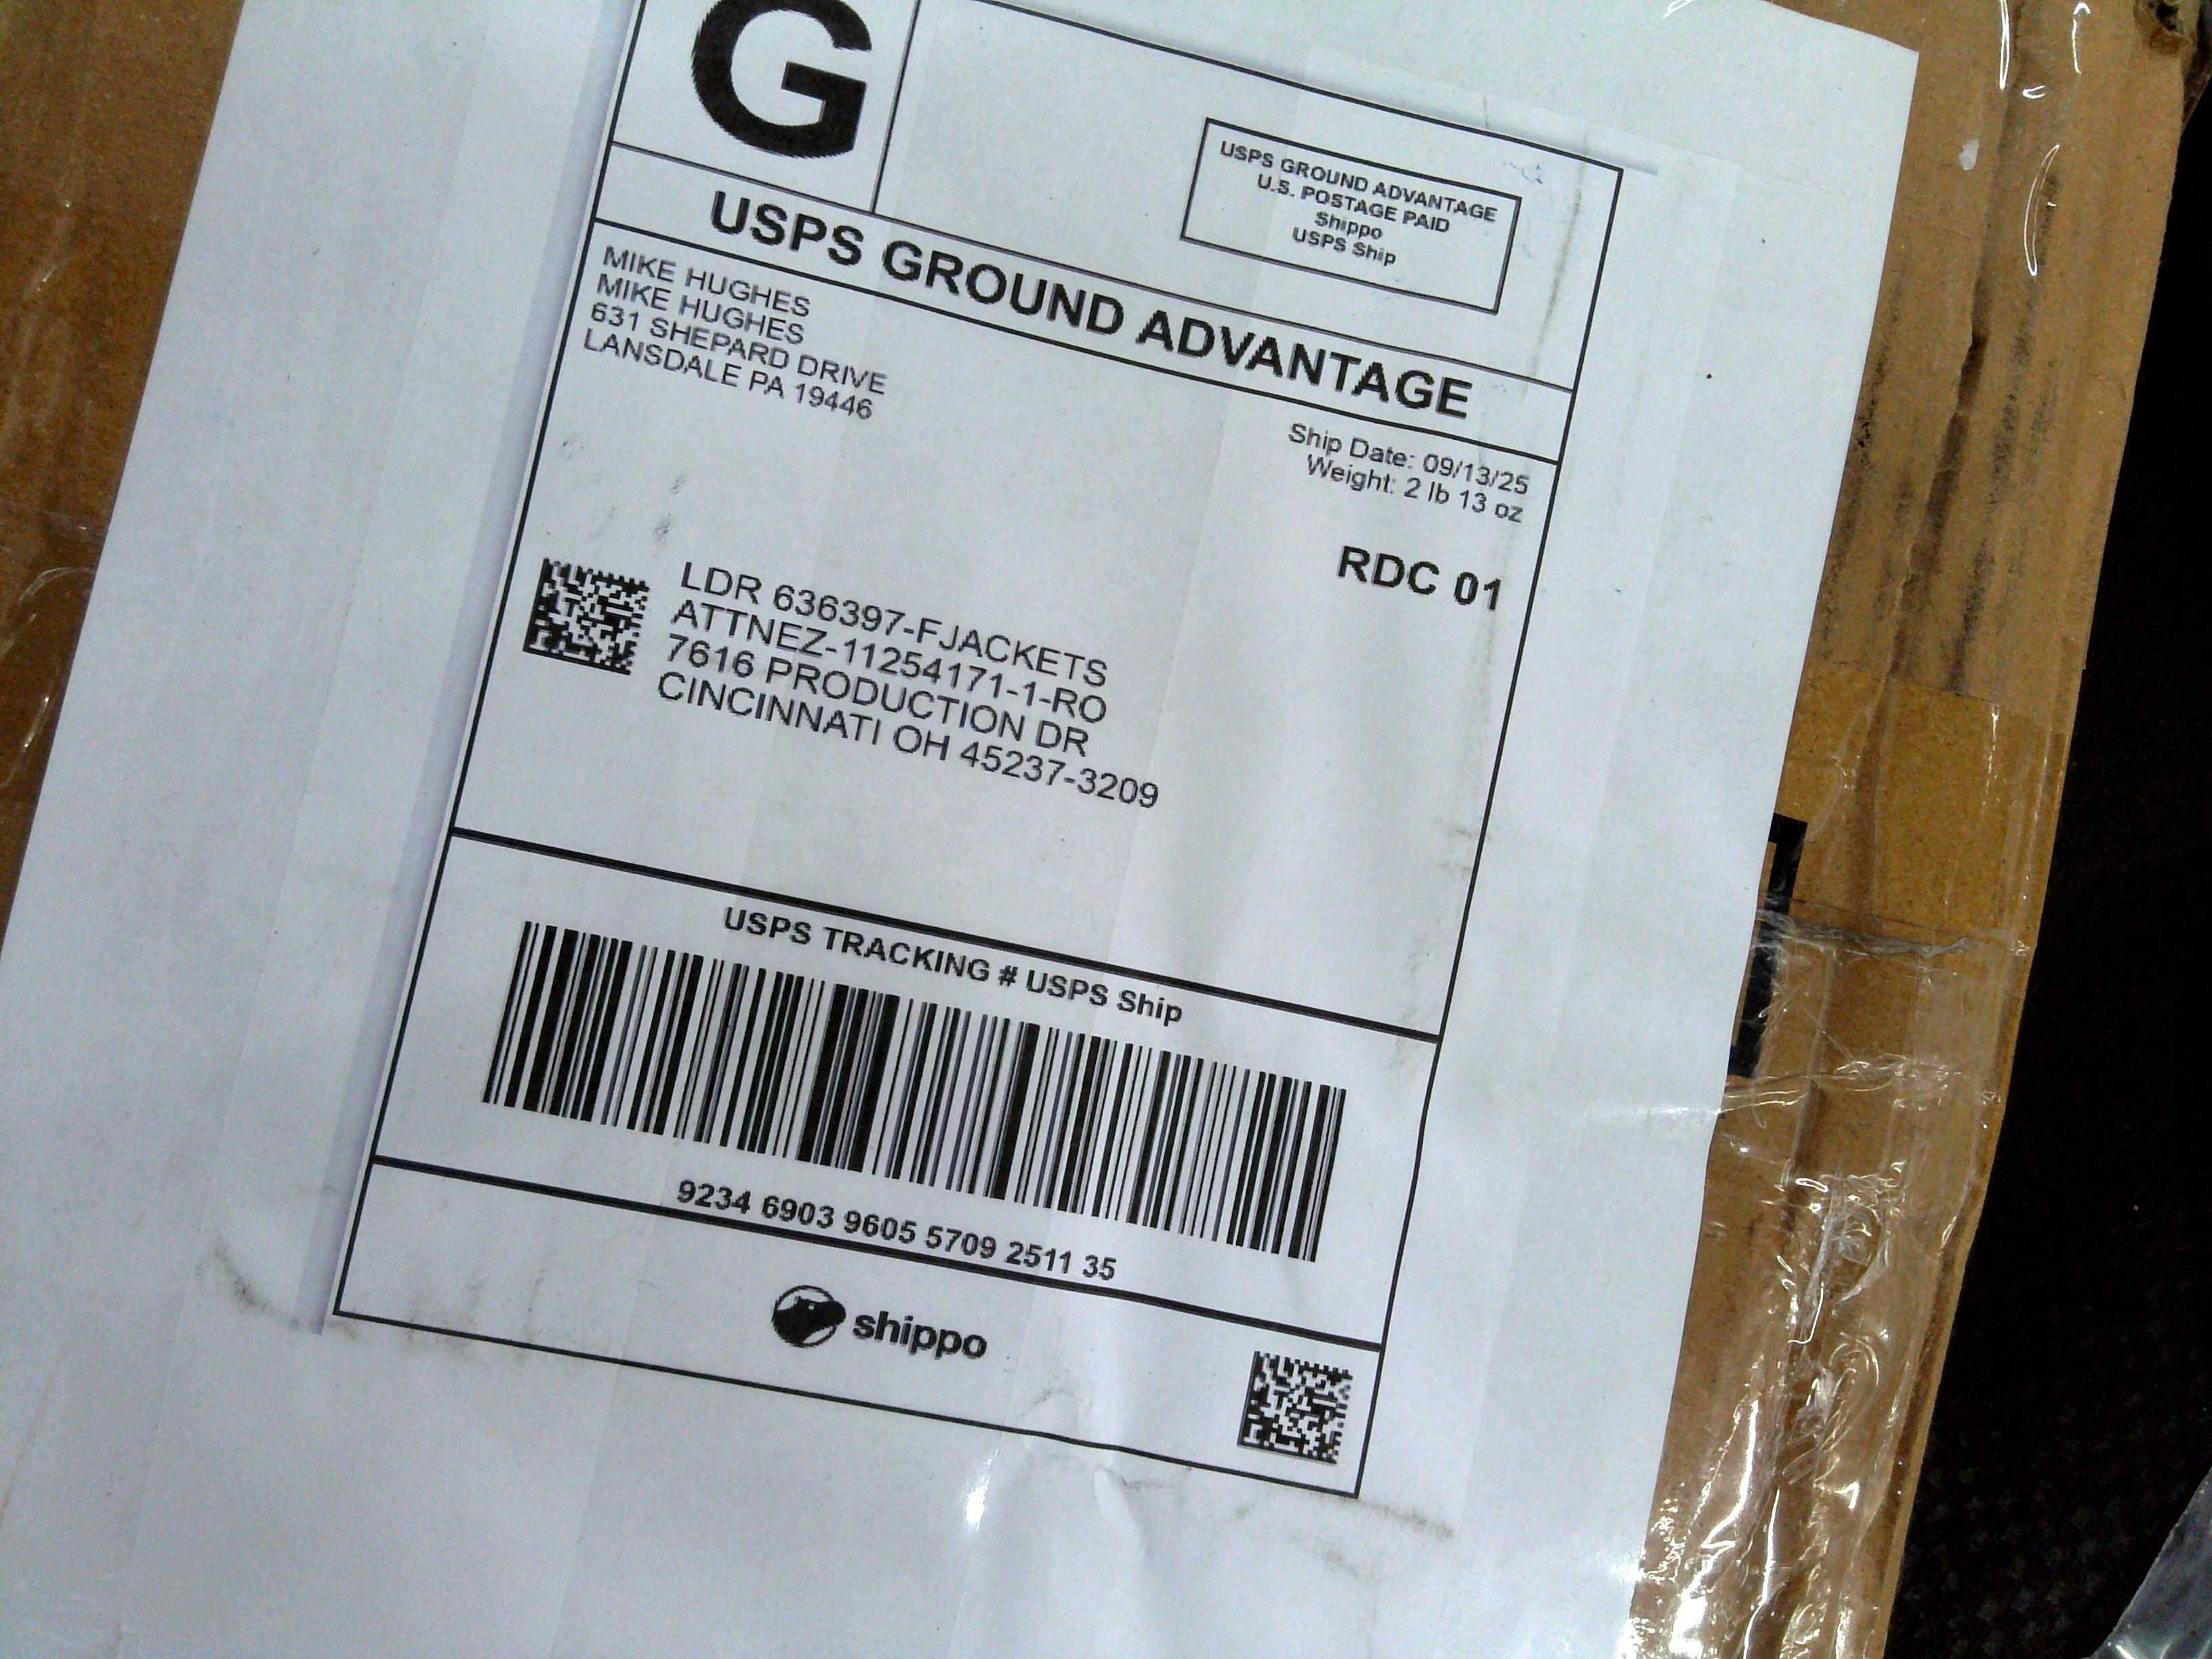 G
USPS GROUND ADVANTAGE
U.S. POSTAGE PAID
Shippo
USPS Ship
USPS GROUND ADVANTAGE
MIKE HUGHES
MIKE HUGHES
631 SHEPARD DRIVE
LANSDALE PA 19446
Ship Date: 09/13/25
Weight: 2 lb 13 oz
RDC 01
LDR 636397-FJACKETS
ATTNEZ-11254171-1-RO
7616 PRODUCTION DR
CINCINNATI OH 45237-3209
USPS TRACKING # USPS Ship
9234 6903 9605 5709 2511 35
shippo